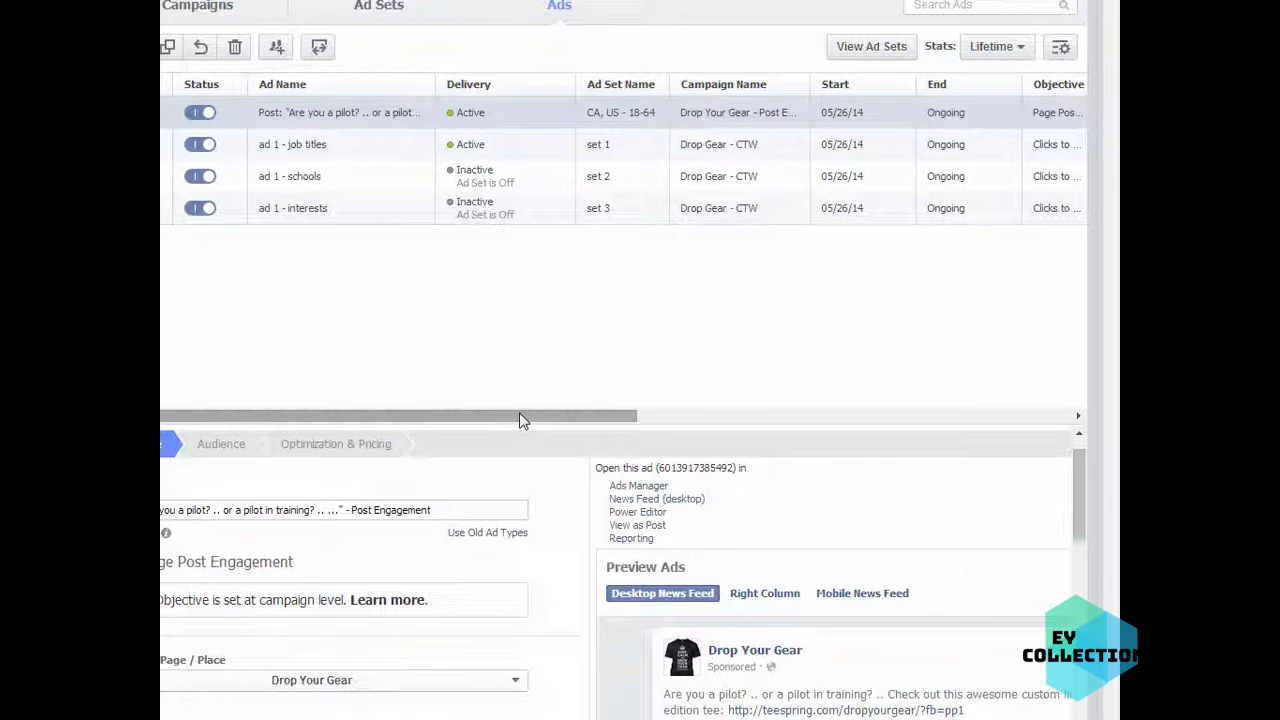 Campaigns Ad Sets Ads Search Ads
View Ad Sets Stats: Lifetime
Status Ad Name Delivery Ad Set Name Campaign Name Start End Objective
Post: "Are you a pilot? .. or a pilot... Active CA, US - 18-64 Drop Your Gear - Post E... 05/26/14 Ongoing Page Pos...
ad 1 - job titles Active set 1 Drop Gear - CTW 05/26/14 Ongoing Clicks to ...
ad 1 - schools Inactive set 2 Drop Gear - CTW 05/26/14 Ongoing Clicks to ...
Ad Set is Off
ad 1 - interests Inactive set 3 Drop Gear - CTW 05/26/14 Ongoing Clicks to ...
Ad Set is Off
Audience Optimization & Pricing
you a pilot? .. or a pilot in training? .. ..." - Post Engagement
Use Old Ad Types
ge Post Engagement
Objective is set at campaign level. Learn more.
Page / Place
Drop Your Gear
Open this ad (6013917385492) in
Ads Manager
News Feed (desktop)
Power Editor
View as Post
Reporting
Preview Ads
Desktop News Feed Right Column Mobile News Feed
Drop Your Gear
Sponsored ·
Are you a pilot? .. or a pilot in training? .. Check out this awesome custom li
edition tee: http://teespring.com/dropyourgear/?fb=pp1
EY
COLLECTION